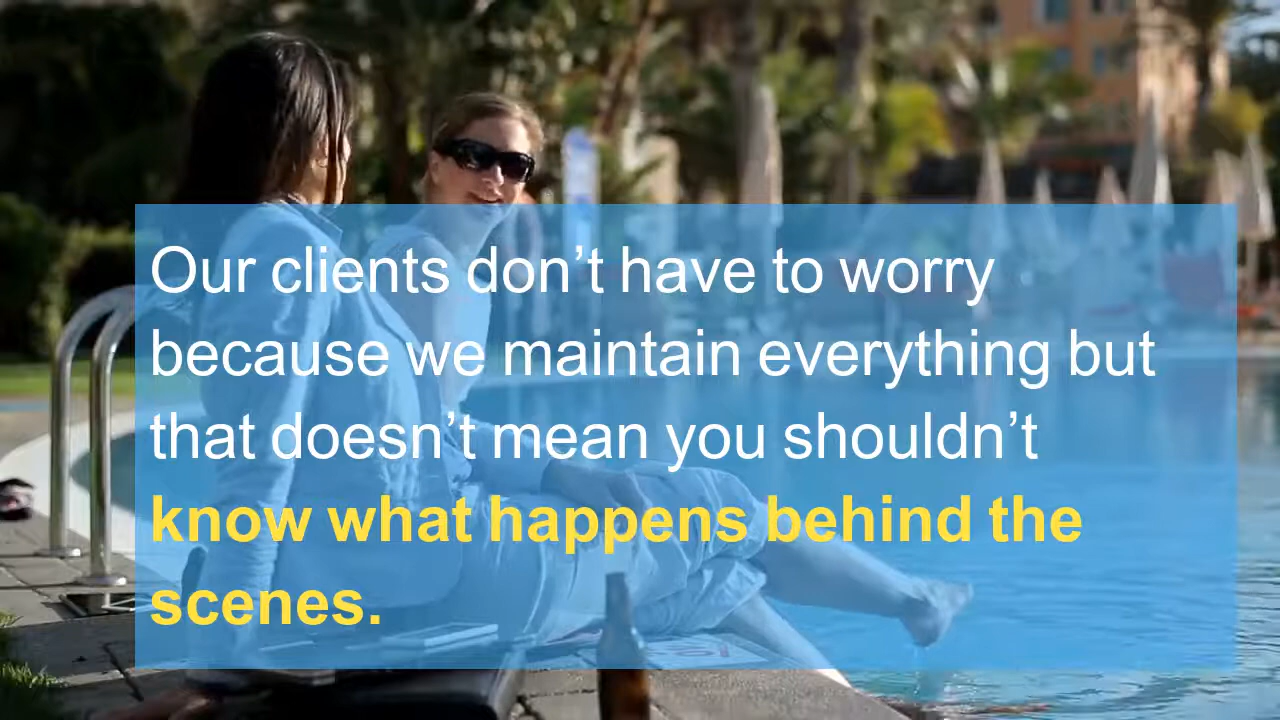 Our clients don’t have to worry
because we maintain everything but
that doesn’t mean you shouldn’t
know what happens behind the
scenes.